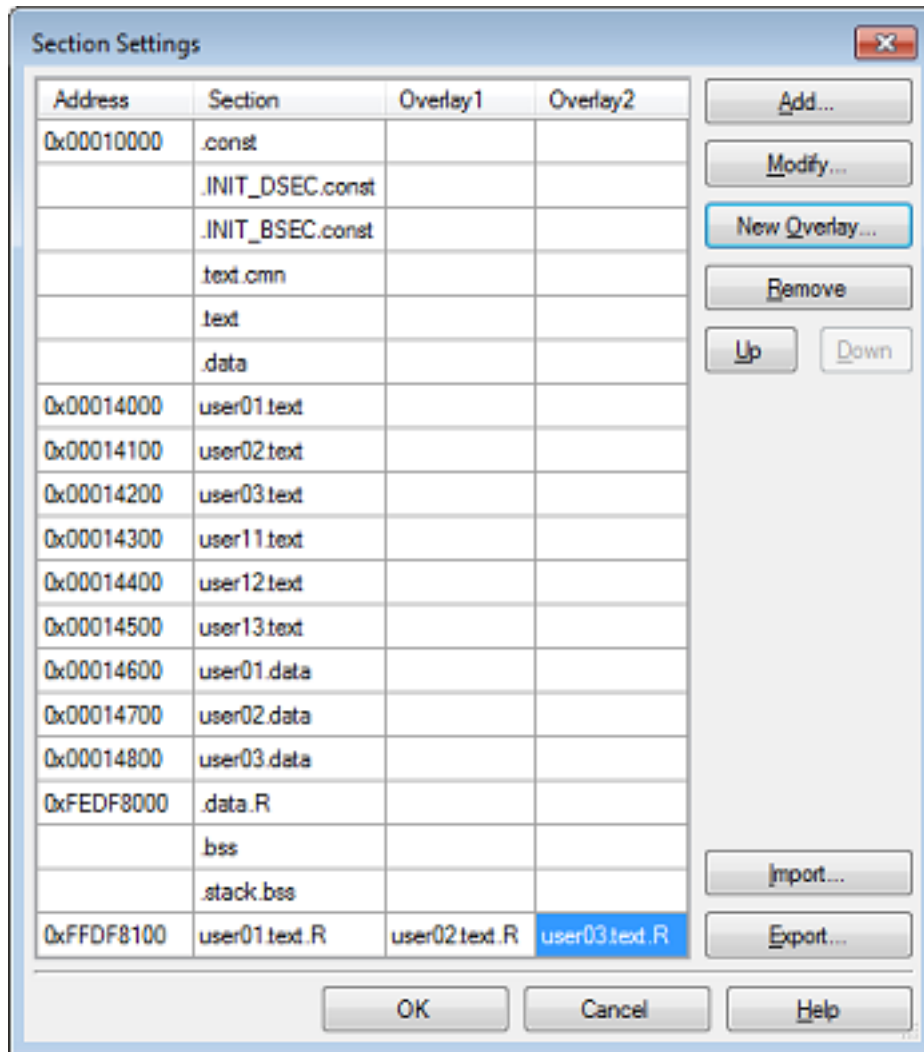 Section Settings
Address Section Overlay1 Overlay2
0x00010000 .const
.INIT_DSEC.const
.INIT_BSEC.const
.text.cmn
.text
.data
0x00014000 user01.text
0x00014100 user02.text
0x00014200 user03.text
0x00014300 user11.text
0x00014400 user12.text
0x00014500 user13.text
0x00014600 user01.data
0x00014700 user02.data
0x00014800 user03.data
0xFEDF8000 .data.R
.bss
.stack.bss
0xFFDF8100 user01.text.R user02.text.R user03.text.R
Add...
Modify...
New Overlay...
Remove
Up Down
Import...
Export...
OK Cancel Help